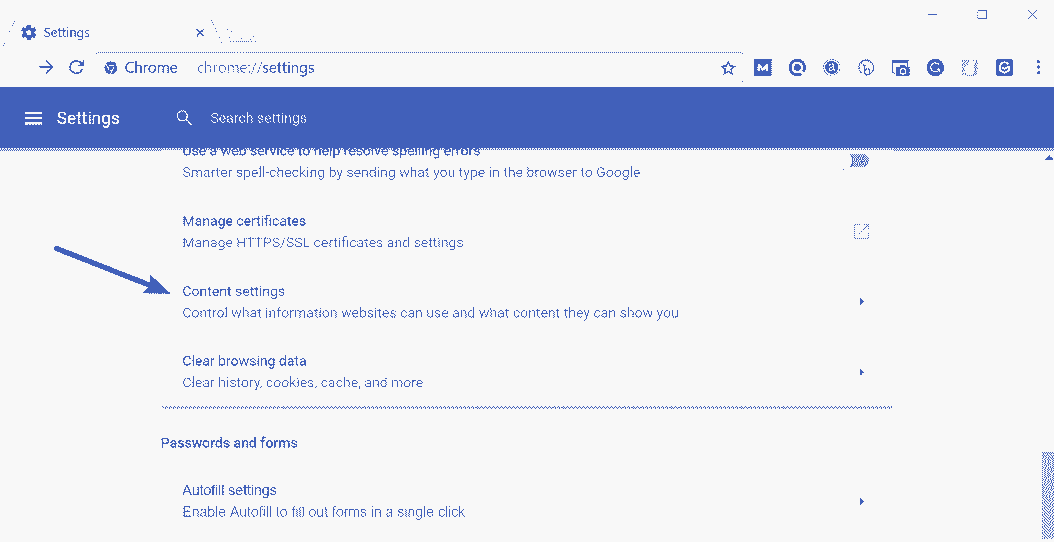 Settings
Chrome chrome://settings
Settings Search settings
Use a web service to help resolve spelling errors
Smarter spell-checking by sending what you type in the browser to Google
Manage certificates
Manage HTTPS/SSL certificates and settings
Content settings
Control what information websites can use and what content they can show you
Clear browsing data
Clear history, cookies, cache, and more
Passwords and forms
Autofill settings
Enable Autofill to fill out forms in a single click